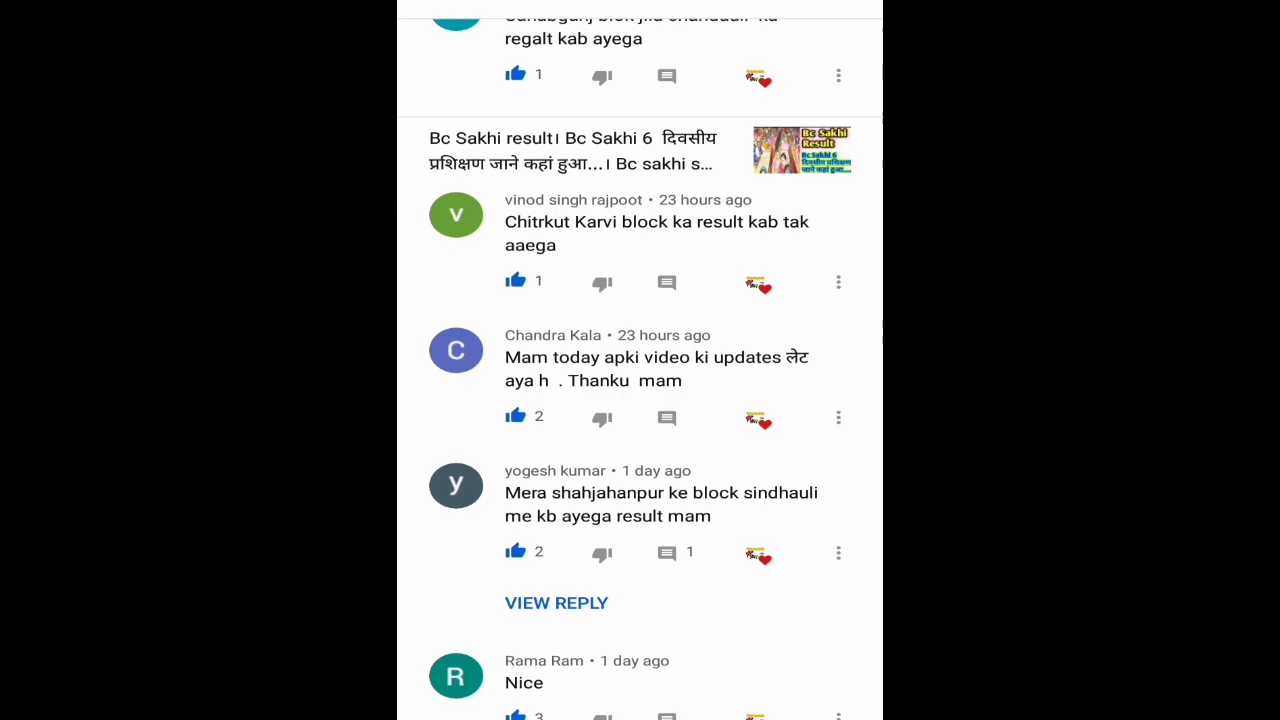 regalt kab ayega
1
Bc Sakhi result। Bc Sakhi 6 दिवसीय
प्रशिक्षण जाने कहां हुआ...। Bc sakhi s...
Bc Sakhi
Result
Bc Sakhi 6
दिवसीय प्रशिक्षण
जाने कहां हुआ....
V
vinod singh rajpoot • 23 hours ago
Chitrkut Karvi block ka result kab tak
aaega
1
C
Chandra Kala • 23 hours ago
Mam today apki video ki updates लेट
aya h . Thanku mam
2
y
yogesh kumar • 1 day ago
Mera shahjahanpur ke block sindhauli
me kb ayega result mam
2 1
VIEW REPLY
R
Rama Ram • 1 day ago
Nice
3